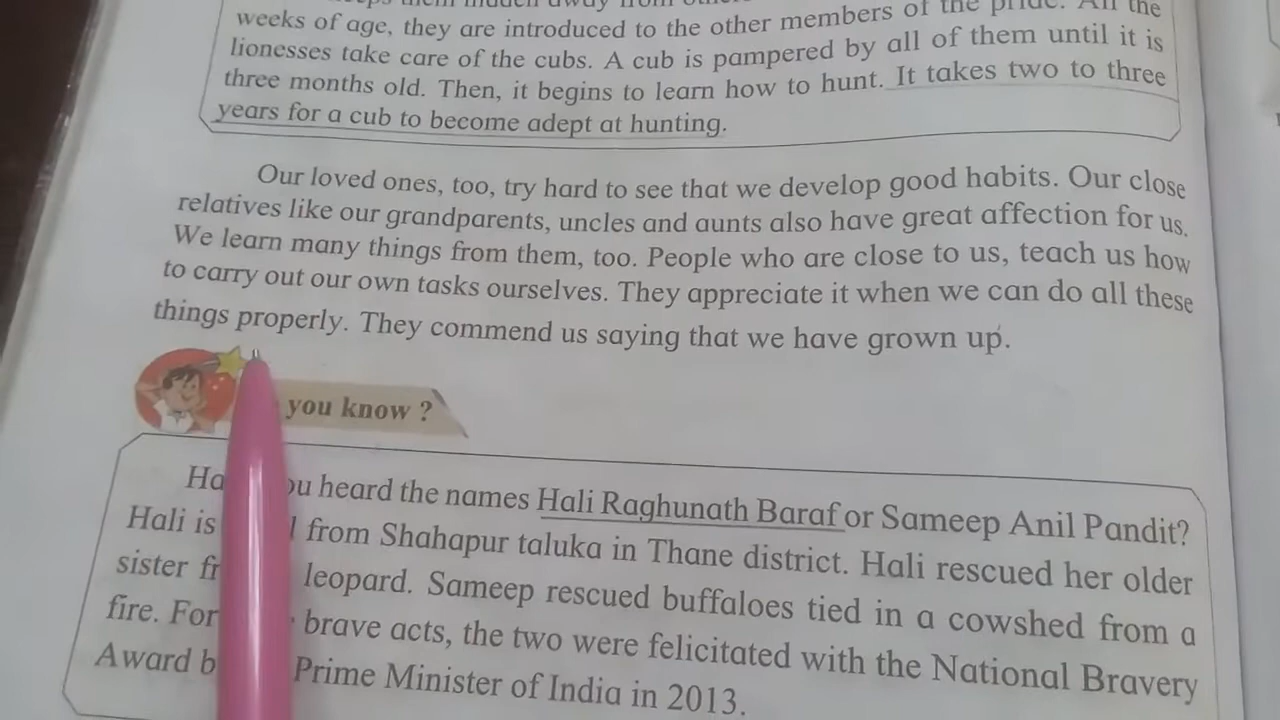 weeks of age, they are introduced to the other members of the pride. All the
lionesses take care of the cubs. A cub is pampered by all of them until it is
three months old. Then, it begins to learn how to hunt. It takes two to three
years for a cub to become adept at hunting.
Our loved ones, too, try hard to see that we develop good habits. Our close
relatives like our grandparents, uncles and aunts also have great affection for us.
We learn many things from them, too. People who are close to us, teach us how
to carry out our own tasks ourselves. They appreciate it when we can do all these
things properly. They commend us saying that we have grown up.
you know ?
heard the names Hali Raghunath Baraf or Sameep Anil Pandit?
Hali is from Shahapur taluka in Thane district. Hali rescued her older
sister leopard. Sameep rescued buffaloes tied in a cowshed from a
fire. For brave acts, the two were felicitated with the National Bravery
Award Prime Minister of India in 2013.